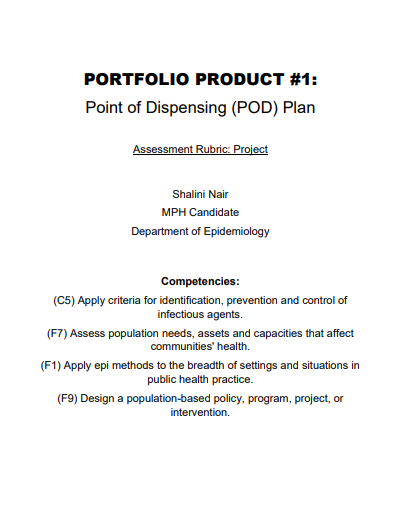 PORTFOLIO PRODUCT #1:
Point of Dispensing (POD) Plan
Assessment Rubric: Project
Shalini Nair
MPH Candidate
Department of Epidemiology
Competencies:
(C5) Apply criteria for identification, prevention and control of
infectious agents.
(F7) Assess population needs, assets and capacities that affect
communities' health.
(F1) Apply epi methods to the breadth of settings and situations in
public health practice.
(F9) Design a population-based policy, program, project, or
intervention.